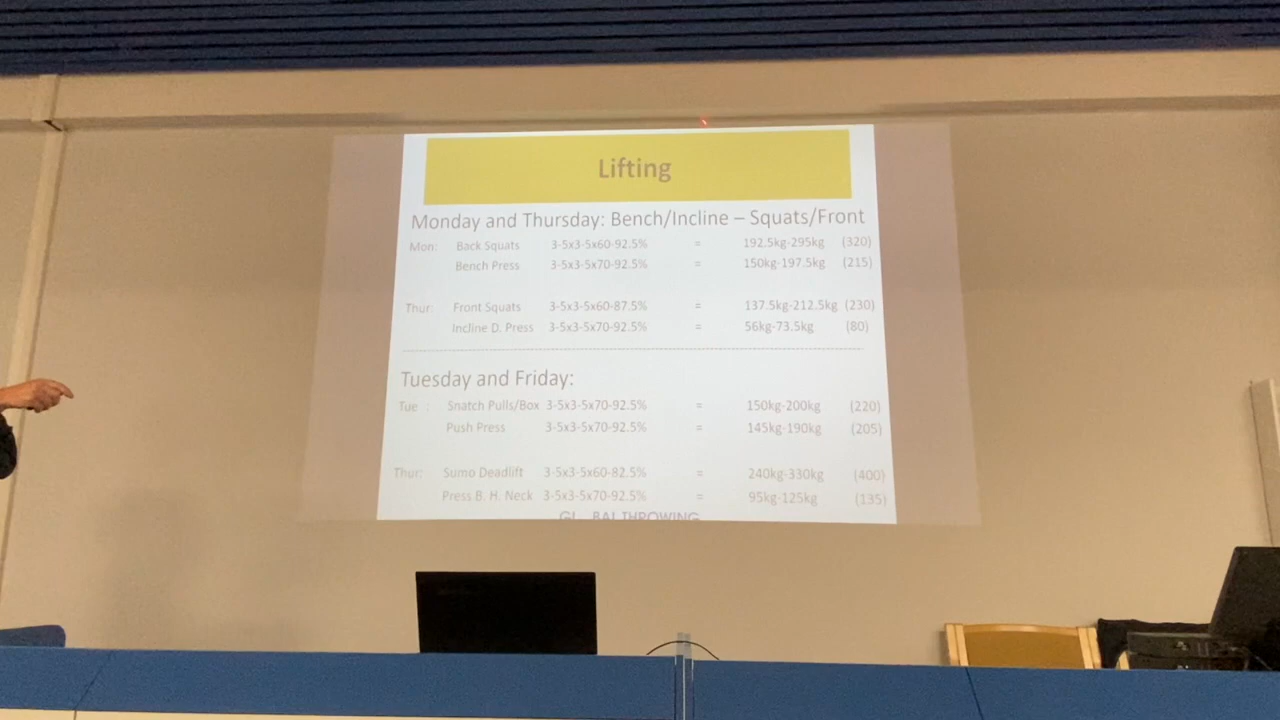 Lifting
Monday and Thursday: Bench/Incline – Squats/Front
Mon: Back Squats 3-5x3-5x60-92.5% = 192.5kg-295kg (320)
Bench Press 3-5x3-5x70-92.5% = 150kg-197.5kg (215)
Thur: Front Squats 3-5x3-5x60-87.5% = 137.5kg-212.5kg (230)
Incline D. Press 3-5x3-5x70-92.5% = 56kg-73.5kg (80)
Tuesday and Friday:
Tue : Snatch Pulls/Box 3-5x3-5x70-92.5% = 150kg-200kg (220)
Push Press 3-5x3-5x70-92.5% = 145kg-190kg (205)
Thur: Sumo Deadlift 3-5x3-5x60-82.5% = 240kg-330kg (400)
Press B. H. Neck 3-5x3-5x70-92.5% = 95kg-125kg (135)
THROWING